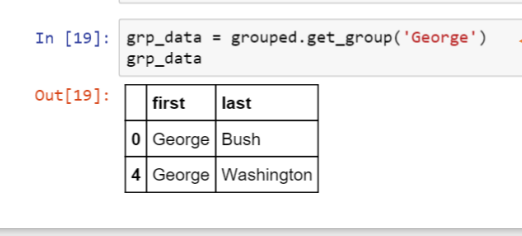 In [19]: grp_data = grouped.get_group('George')
grp_data
Out[19]:
first last
0 George Bush
4 George Washington